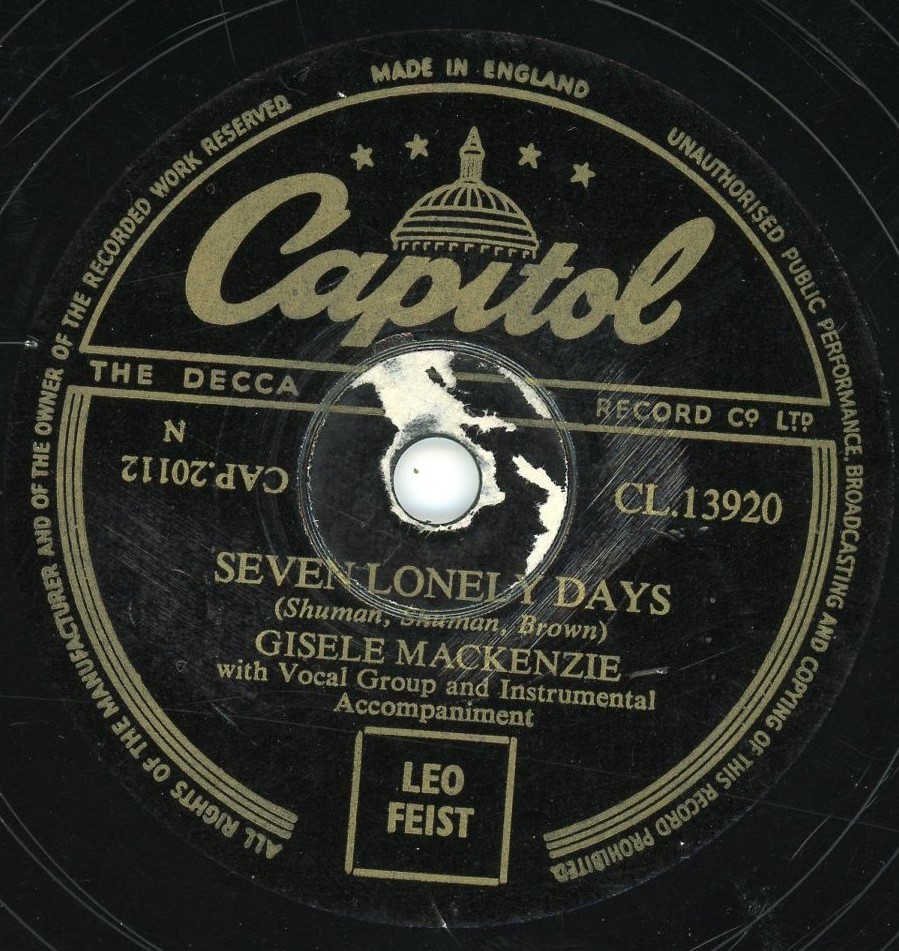 MADE IN ENGLAND
ALL RIGHTS OF THE MANUFACTURER AND OF THE OWNER OF THE RECORDED WORK RESERVED.
UNAUTHORISED PUBLIC PERFORMANCE, BROADCASTING AND COPYING OF THIS RECORD PROHIBITED.
Capitol
THE DECCA RECORD Co LTD.
N
CAP.20112
CL.13920
SEVEN LONELY DAYS
(Shuman, Shuman, Brown)
GISELE MACKENZIE
with Vocal Group and Instrumental
Accompaniment
LEO
FEIST